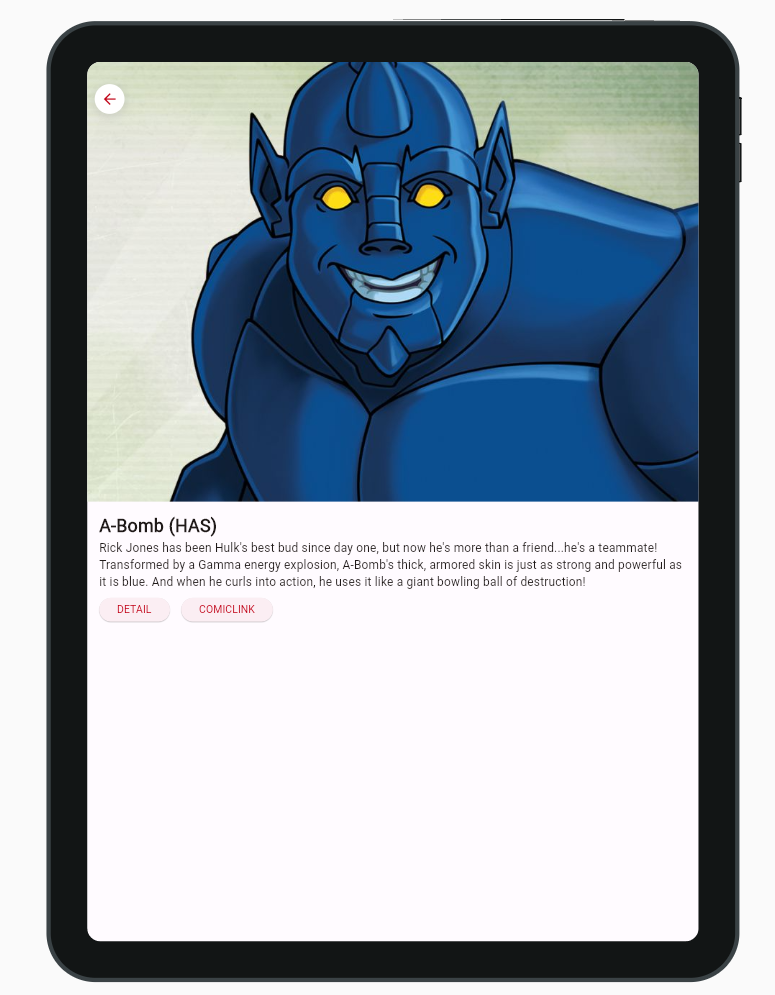 A-Bomb (HAS)
Rick Jones has been Hulk's best bud since day one, but now he's more than a friend...he's a teammate!
Transformed by a Gamma energy explosion, A-Bomb's thick, armored skin is just as strong and powerful as
it is blue. And when he curls into action, he uses it like a giant bowling ball of destruction!
DETAIL COMICLINK